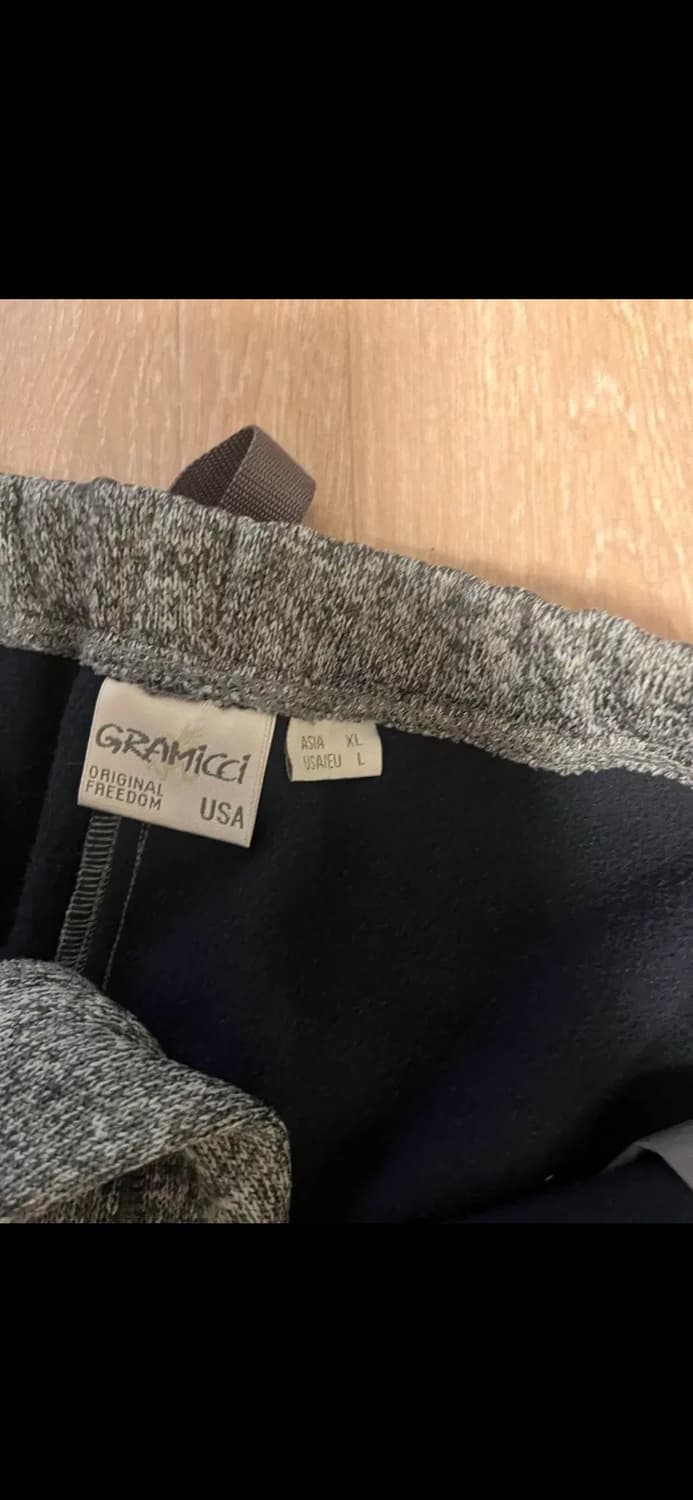 GRAMICCI
ORIGINAL
FREEDOM
USA
ASIA XL
USA/EU L